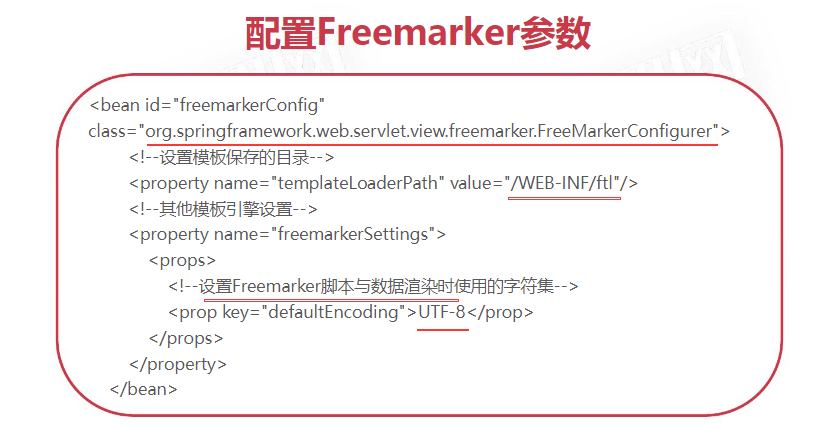 配置Freemarker参数
<bean id="freemarkerConfig"
class="org.springframework.web.servlet.view.freemarker.FreeMarkerConfigurer">
<!--设置模板保存的目录-->
<property name="templateLoaderPath" value="/WEB-INF/ftl"/>
<!--其他模板引擎设置-->
<property name="freemarkerSettings">
<props>
<!--设置Freemarker脚本与数据渲染时使用的字符集-->
<prop key="defaultEncoding">UTF-8</prop>
</props>
</property>
</bean>